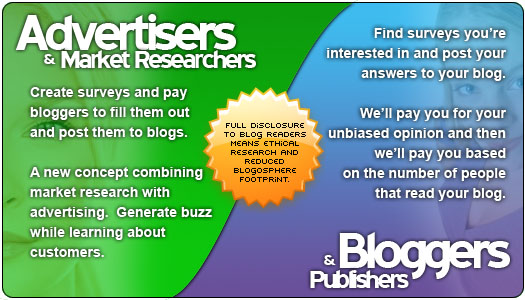 Advertisers
& Market Researchers
Create surveys and pay
bloggers to fill them out
and post them to blogs.
A new concept combining
market research with
advertising.  Generate buzz
while learning about
customers.
FULL DISCLOSURE
TO BLOG READERS
MEANS ETHICAL
RESEARCH AND
REDUCED
BLOGOSPHERE
FOOTPRINT.
Find surveys you’re
interested in and post your
answers to your blog.
We’ll pay you for your
unbiased opinion and then
we’ll pay you based
on the number of people
that read your blog.
& Bloggers
Publishers